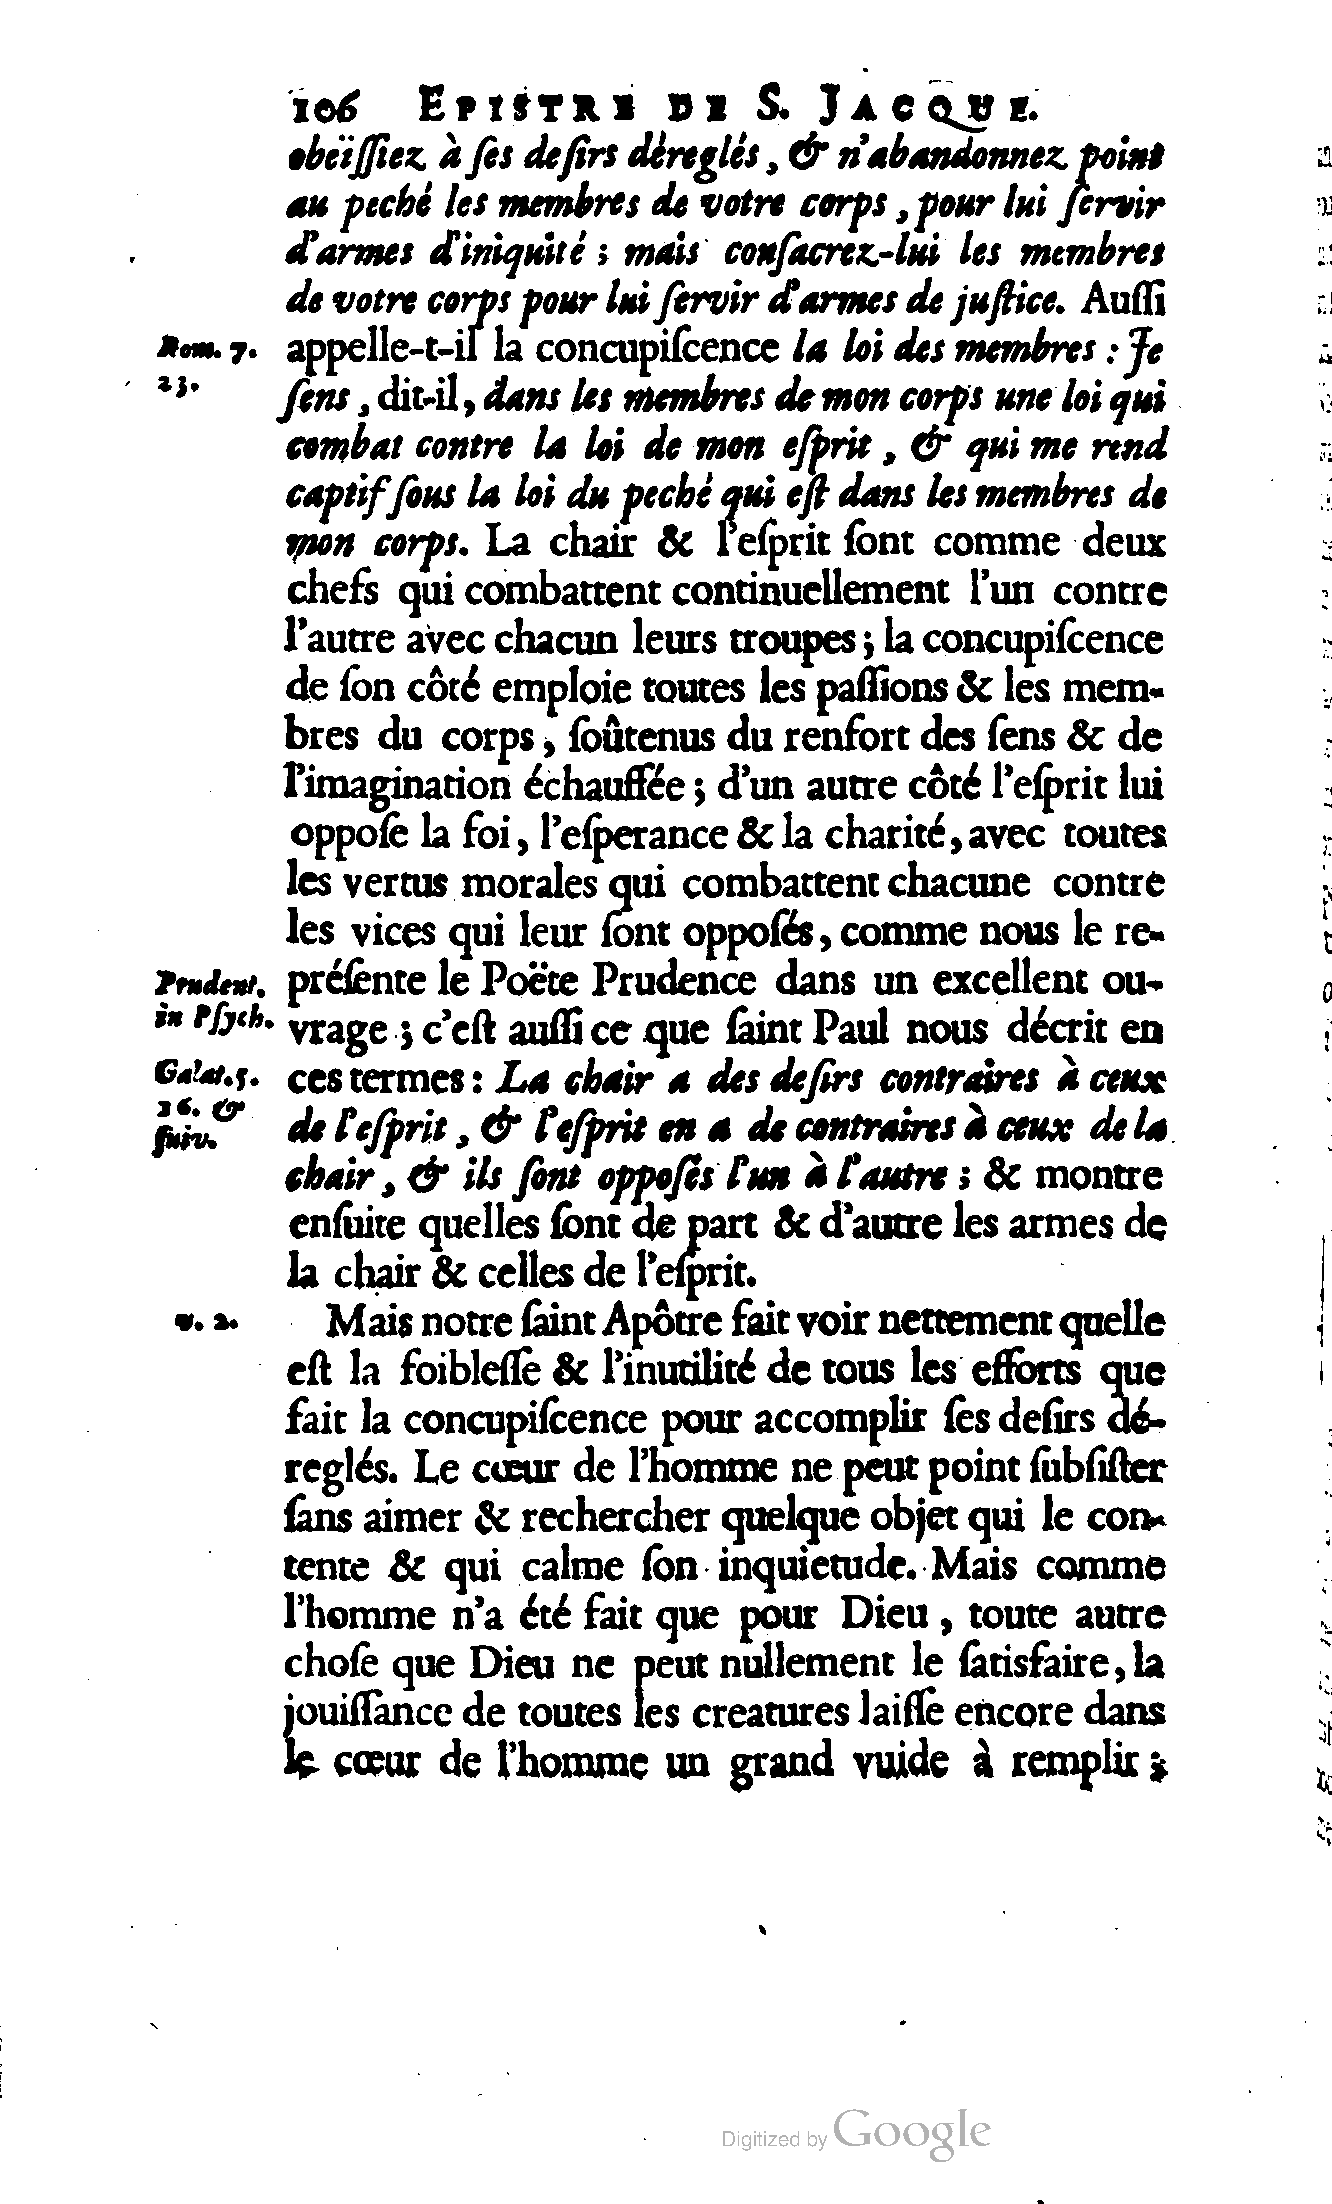 106 EPISTRE DE S. JACQUE.
obeïſſiez à ſes deſirs déreglés, & n'abandonnez point
au peché les membres de votre corps, pour lui ſervir
d'armes d'iniquité ; mais conſacrez-lui les membres
de votre corps pour lui ſervir d'armes de juſtice. Auſſi
Rom. 7. appelle-t-il la concupiſcence la loi des membres : Je
23. ſens, dit-il, dans les membres de mon corps une loi qui
combat contre la loi de mon eſprit, & qui me rend
captif ſous la loi du peché qui eſt dans les membres de
mon corps. La chair & l'eſprit ſont comme deux
chefs qui combattent continuellement l'un contre
l'autre avec chacun leurs troupes ; la concupiſcence
de ſon côté emploie toutes les paſſions & les mem-
bres du corps, ſoûtenus du renfort des ſens & de
l'imagination échauffée ; d'un autre côté l'eſprit lui
oppoſe la foi, l'eſperance & la charité, avec toutes
les vertus morales qui combattent chacune contre
les vices qui leur ſont oppoſés, comme nous le re-
Prudent. préſente le Poëte Prudence dans un excellent ou-
in Pſych. vrage ; c'eſt auſſi ce que ſaint Paul nous décrit en
Galat. 5. ces termes : La chair a des deſirs contraires à ceux
16. & de l'eſprit, & l'eſprit en a de contraires à ceux de la
ſuiv.
chair, & ils ſont oppoſés l'un à l'autre ; & montre
enſuite quelles ſont de part & d'autre les armes de
la chair & celles de l'eſprit.
v. 2. Mais notre ſaint Apôtre fait voir nettement quelle
eſt la foibleſſe & l'inutilité de tous les efforts que
fait la concupiſcence pour accomplir ſes deſirs dé-
reglés. Le cœur de l'homme ne peut point ſubſiſter
ſans aimer & rechercher quelque objet qui le con-
tente & qui calme ſon inquietude. Mais comme
l'homme n'a été fait que pour Dieu, toute autre
choſe que Dieu ne peut nullement le ſatisfaire, la
jouiſſance de toutes les creatures laiſſe encore dans
le cœur de l'homme un grand vuide à remplir ;
Digitized by Google